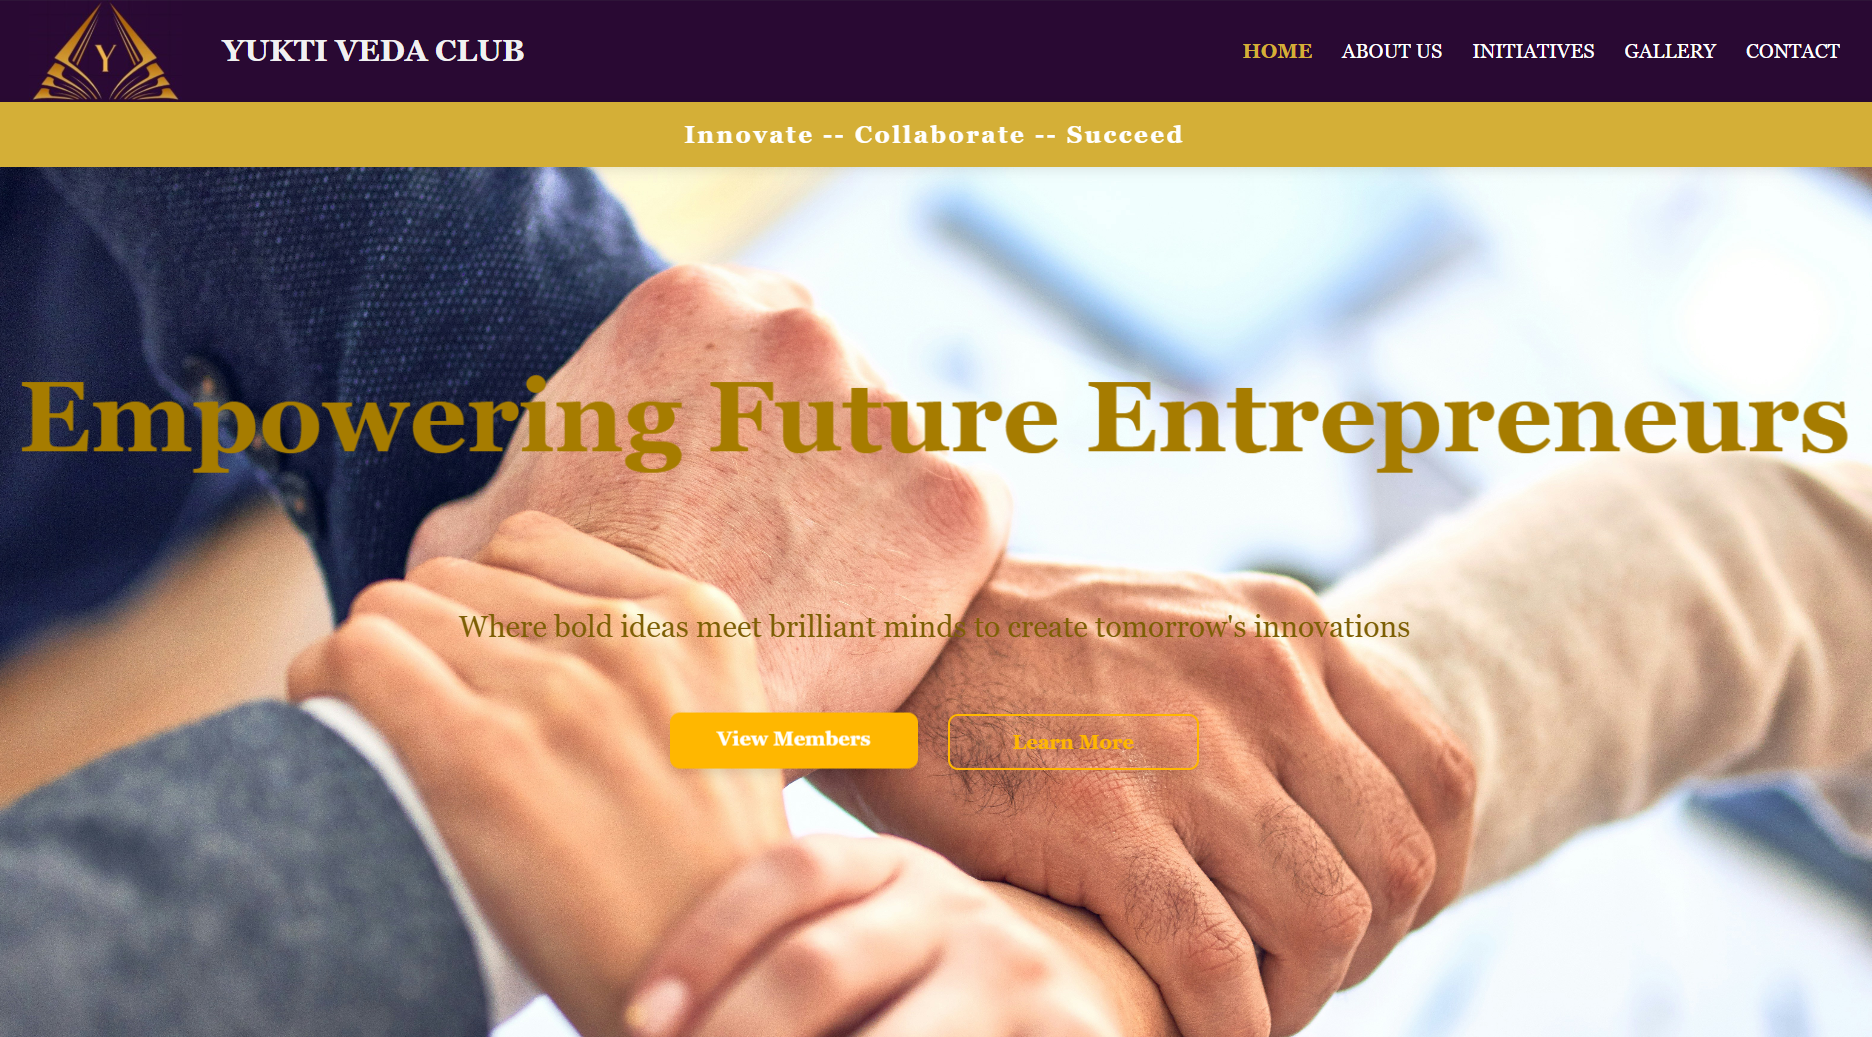 Y
YUKTI VEDA CLUB
HOME ABOUT US INITIATIVES GALLERY CONTACT
Innovate -- Collaborate -- Succeed
Empowering Future Entrepreneurs
Where bold ideas meet brilliant minds to create tomorrow's innovations
View Members
Learn More